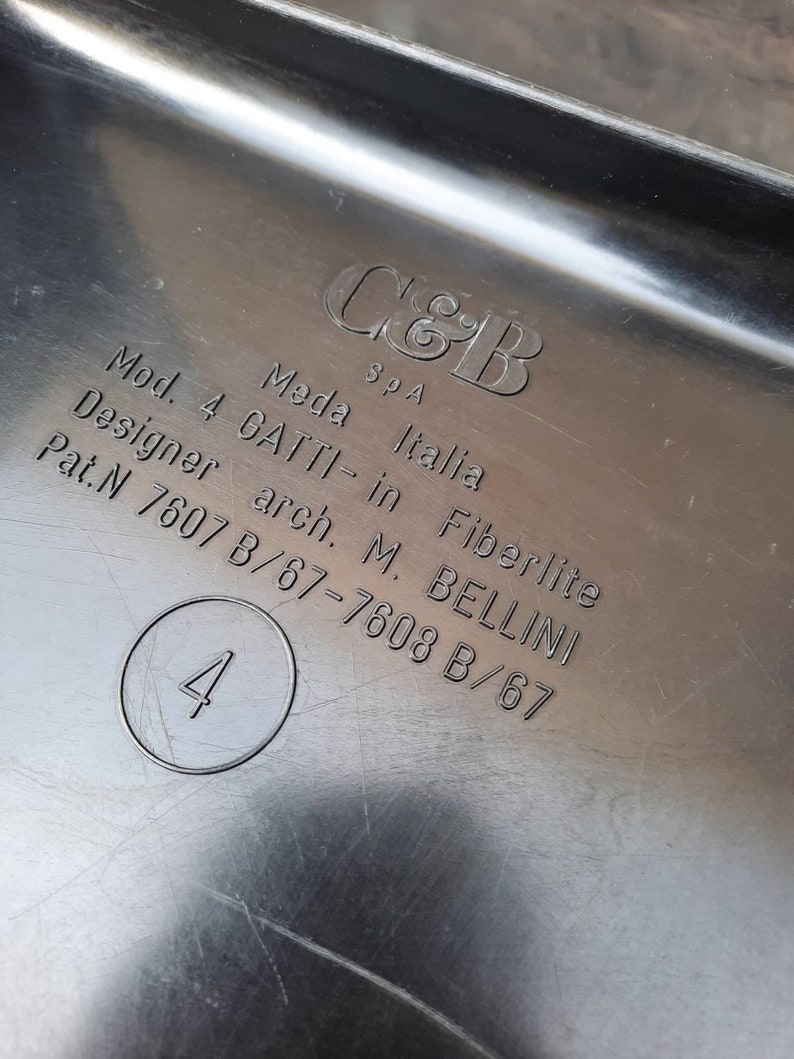 C&B
SpA
Meda Italia
Mod. 4 GATTI- in Fiberlite
Designer arch. M. BELLINI
Pat.N 7607 B/67-7608 B/67
4